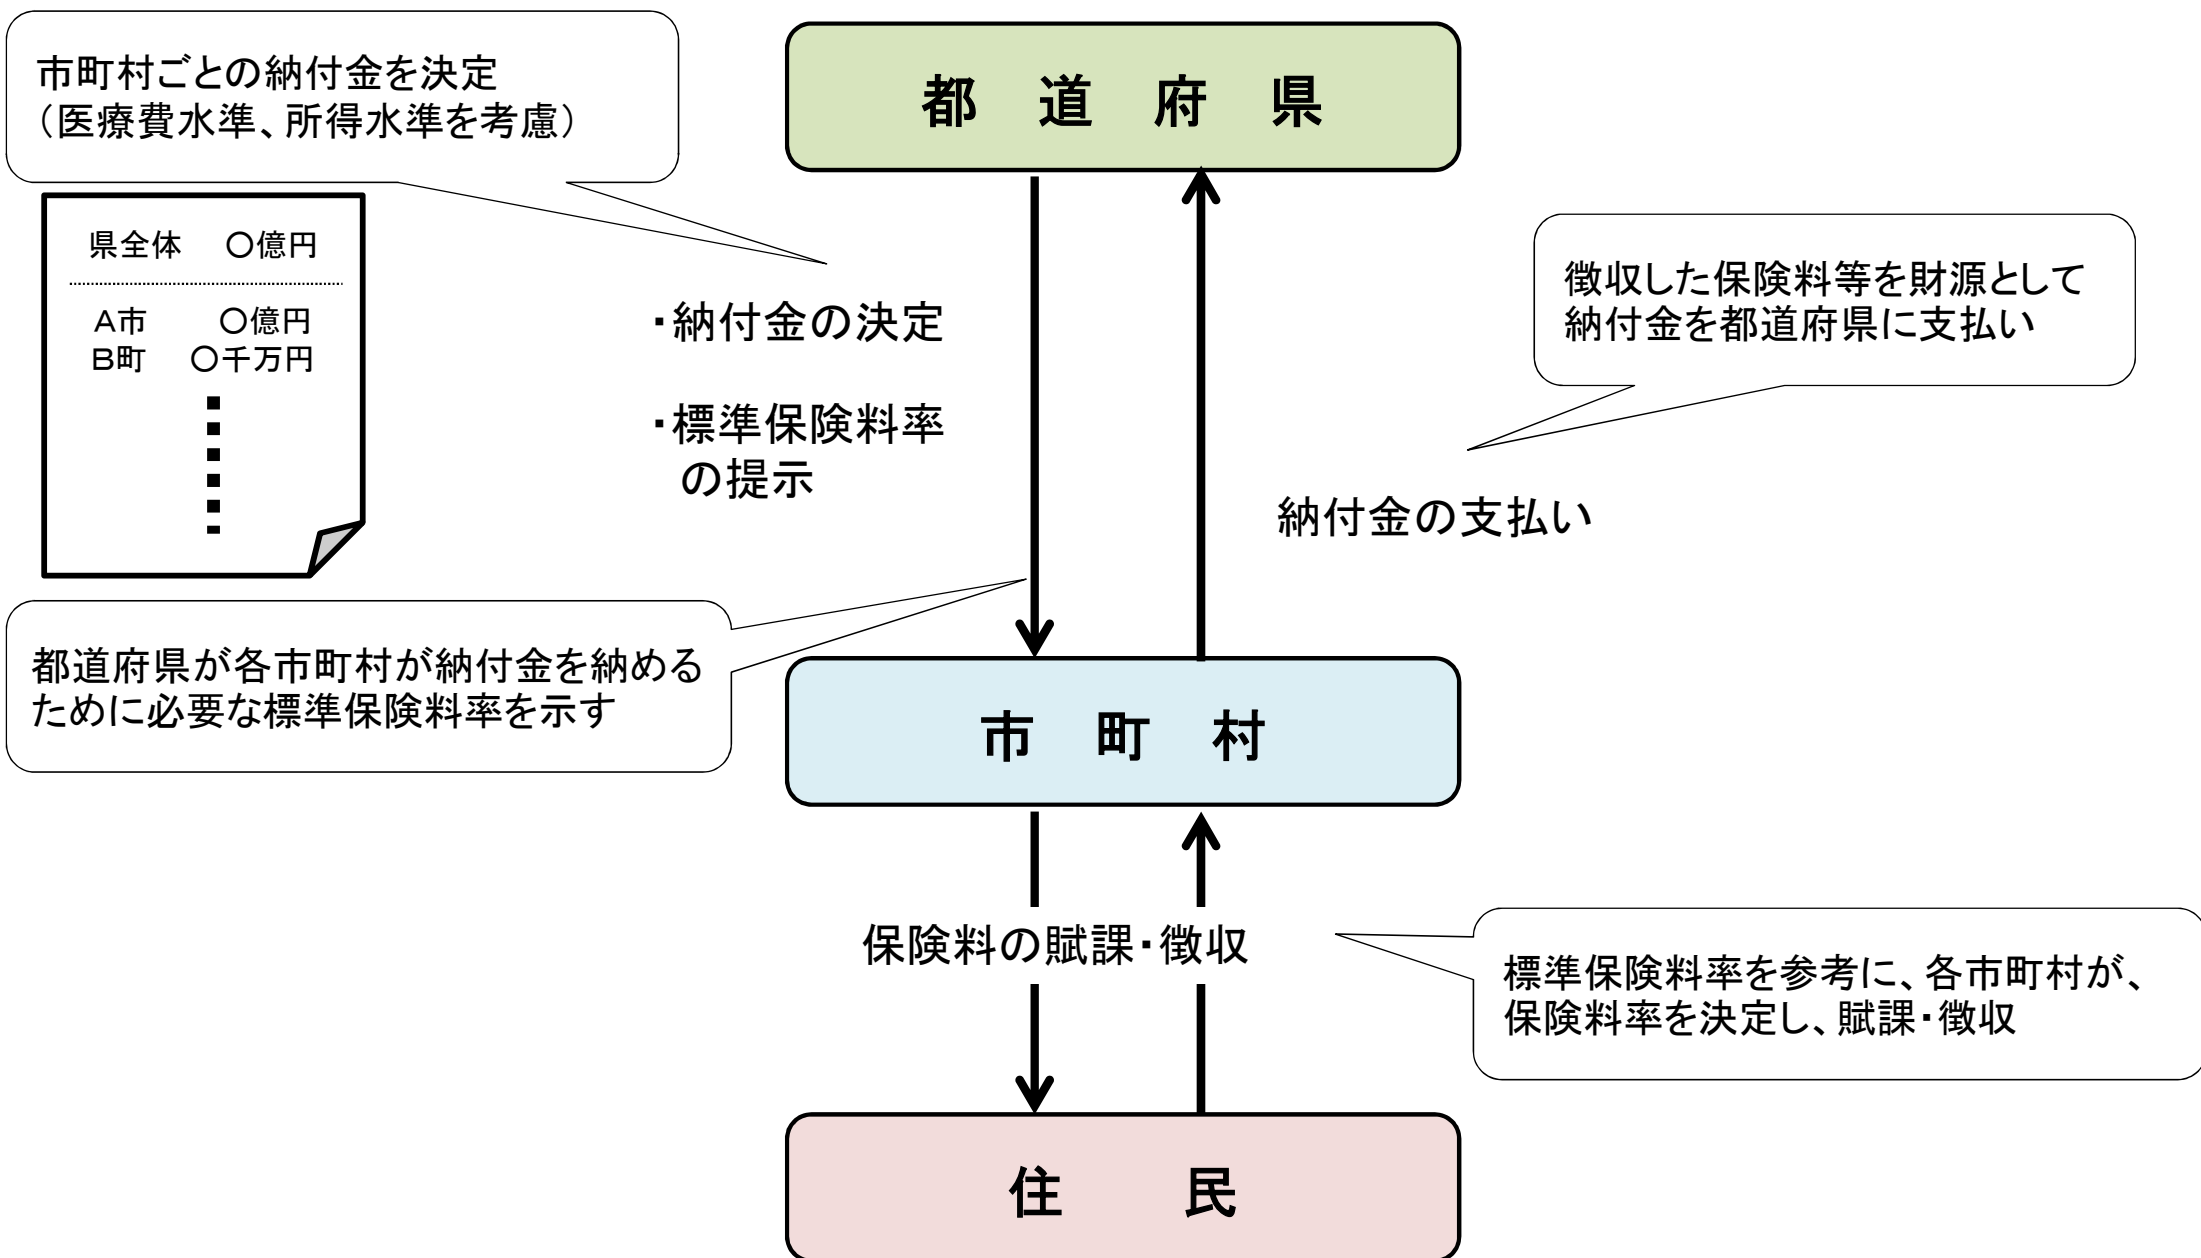 市町村ごとの納付金を決定
（医療費水準、所得水準を考慮）
都　道　府　県
県全体　〇億円
A市　〇億円
B町　〇千万円
・納付金の決定
・標準保険料率
の提示
徴収した保険料等を財源として
納付金を都道府県に支払い
納付金の支払い
都道府県が各市町村が納付金を納める
ために必要な標準保険料率を示す
市　町　村
保険料の賦課・徴収
標準保険料率を参考に、各市町村が、
保険料率を決定し、賦課・徴収
住　民